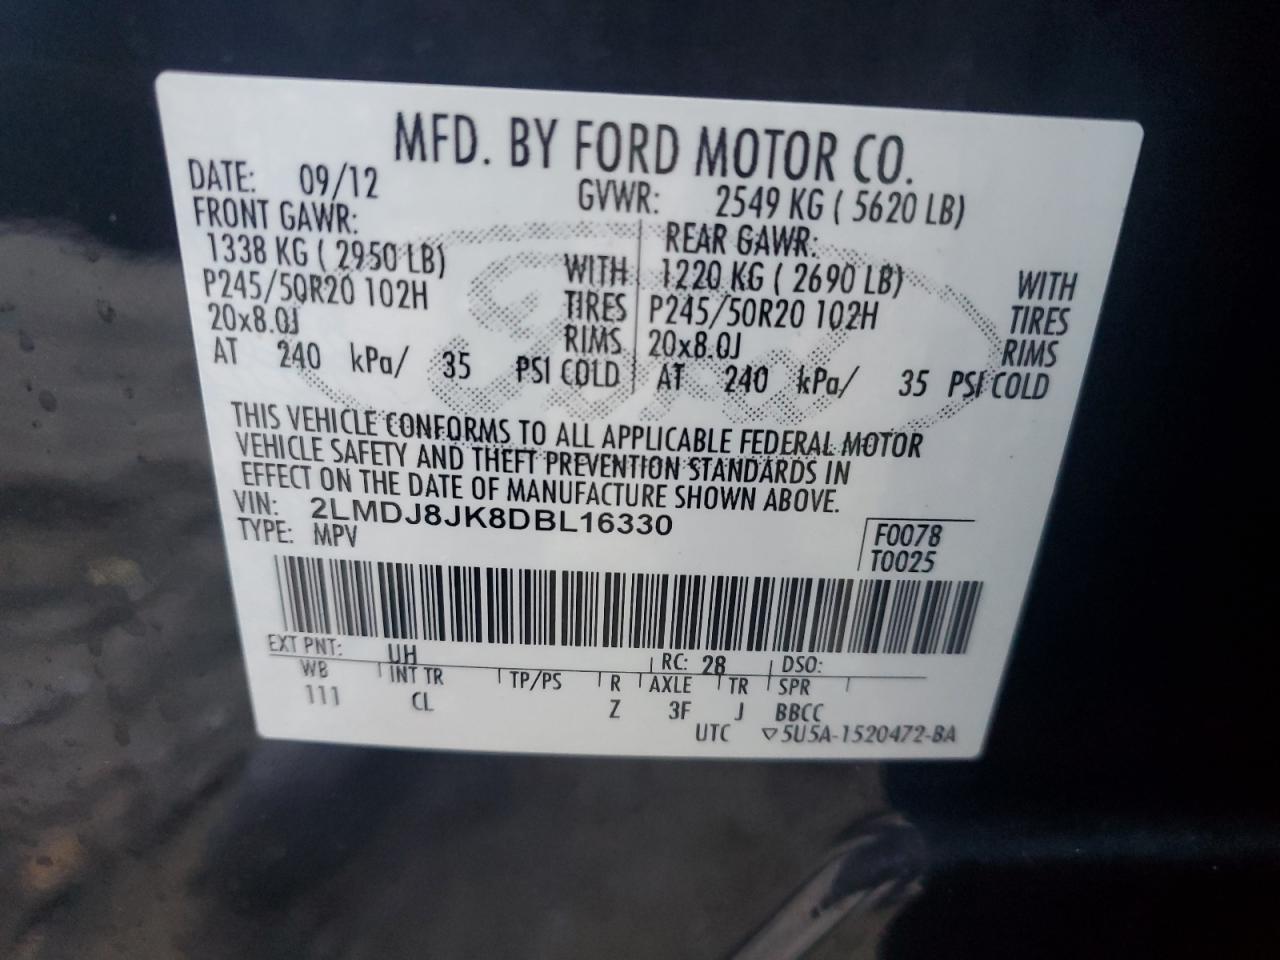 MFD. BY FORD MOTOR CO.
DATE: 09/12 GVWR: 2549 KG ( 5620 LB)
FRONT GAWR: REAR GAWR:
1338 KG ( 2950 LB) WITH 1220 KG ( 2690 LB) WITH
P245/50R20 102H TIRES P245/50R20 102H TIRES
20x8.0J RIMS 20x8.0J RIMS
AT 240 kPa/ 35 PSI COLD AT 240 kPa/ 35 PSI COLD
Ford
THIS VEHICLE CONFORMS TO ALL APPLICABLE FEDERAL MOTOR
VEHICLE SAFETY AND THEFT PREVENTION STANDARDS IN
EFFECT ON THE DATE OF MANUFACTURE SHOWN ABOVE.
VIN: 2LMDJ8JK8DBL16330
TYPE: MPV
F0078
T0025
EXT PNT: UH RC: 28 DSO:
WB INT TR TP/PS R AXLE TR SPR
111 CL Z 3F J BBCC
UTC ▽5U5A-1520472-BA